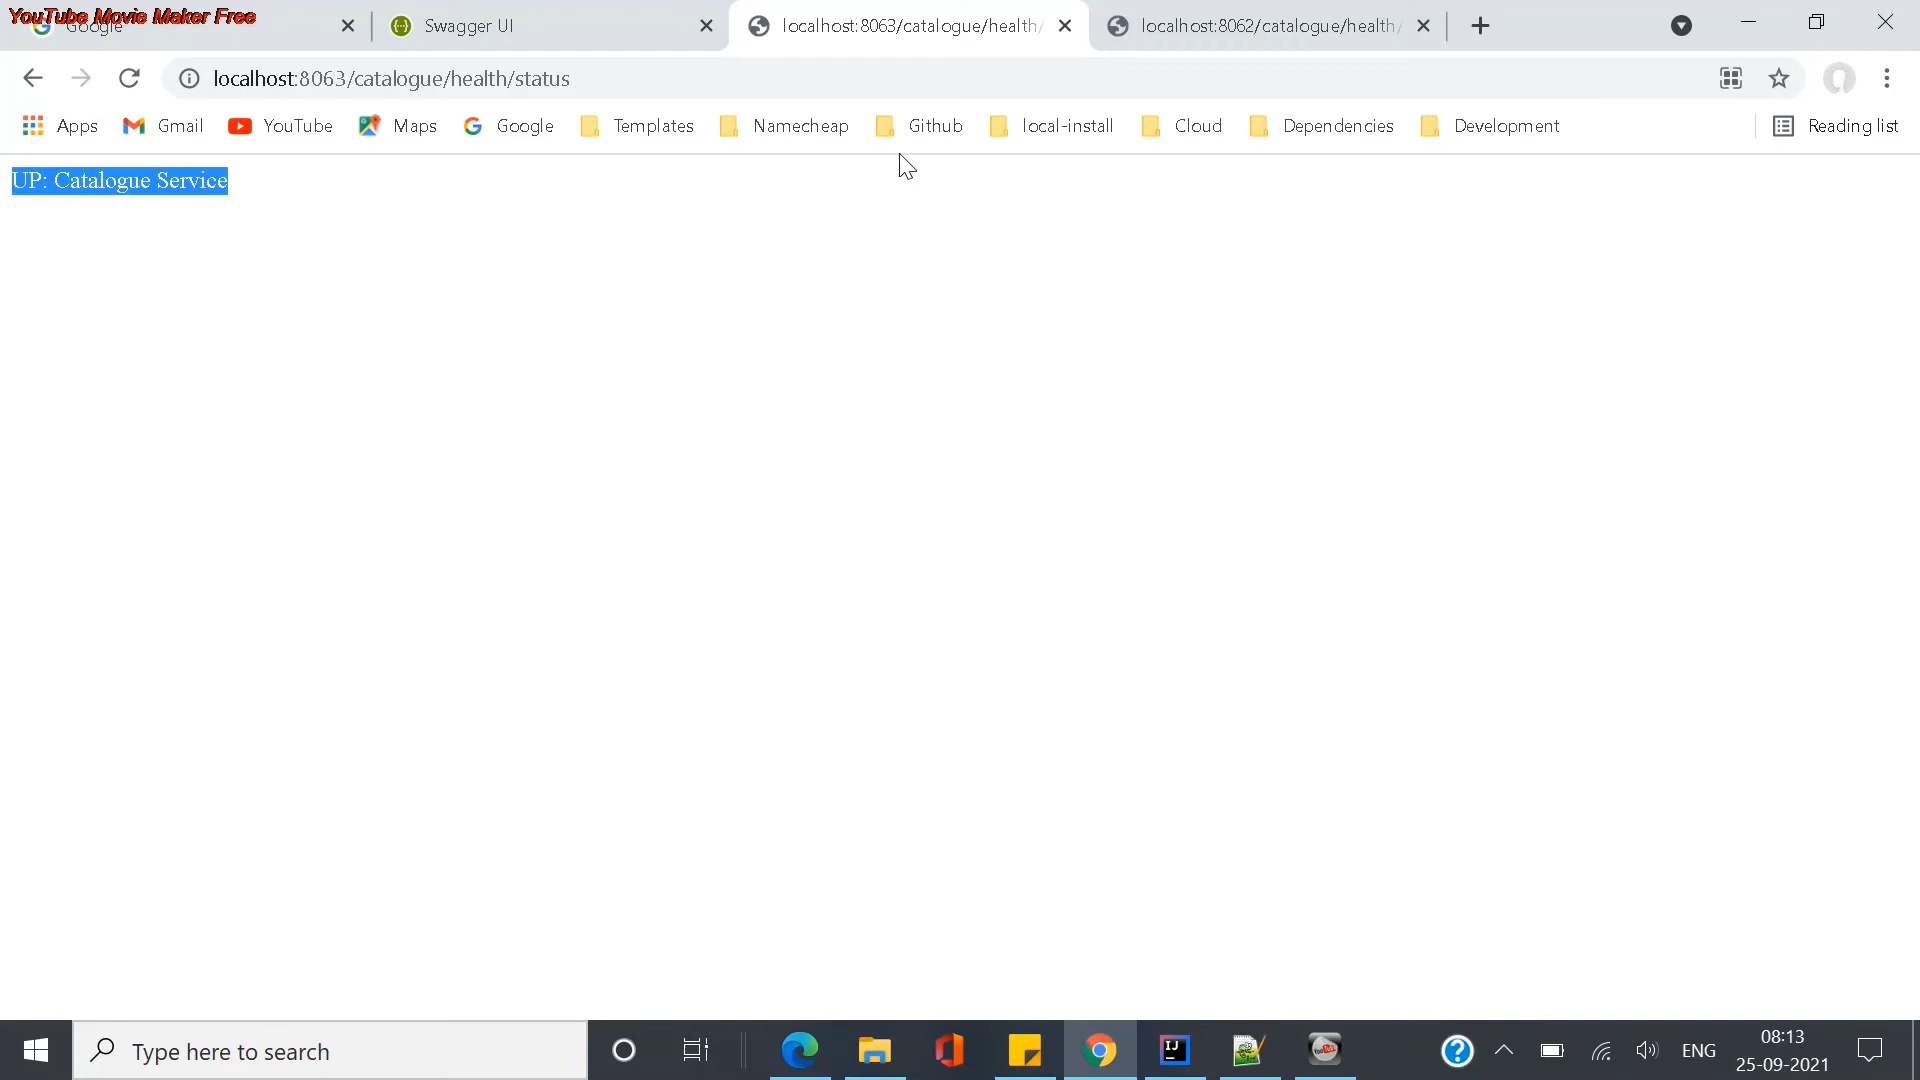 YouTube Movie Maker Free
Google
Swagger UI
localhost:8063/catalogue/health/
localhost:8062/catalogue/health/
localhost:8063/catalogue/health/status
Apps
Gmail
YouTube
Maps
Google
Templates
Namecheap
Github
local-install
Cloud
Dependencies
Development
Reading list
UP: Catalogue Service
Type here to search
ENG
08:13
25-09-2021